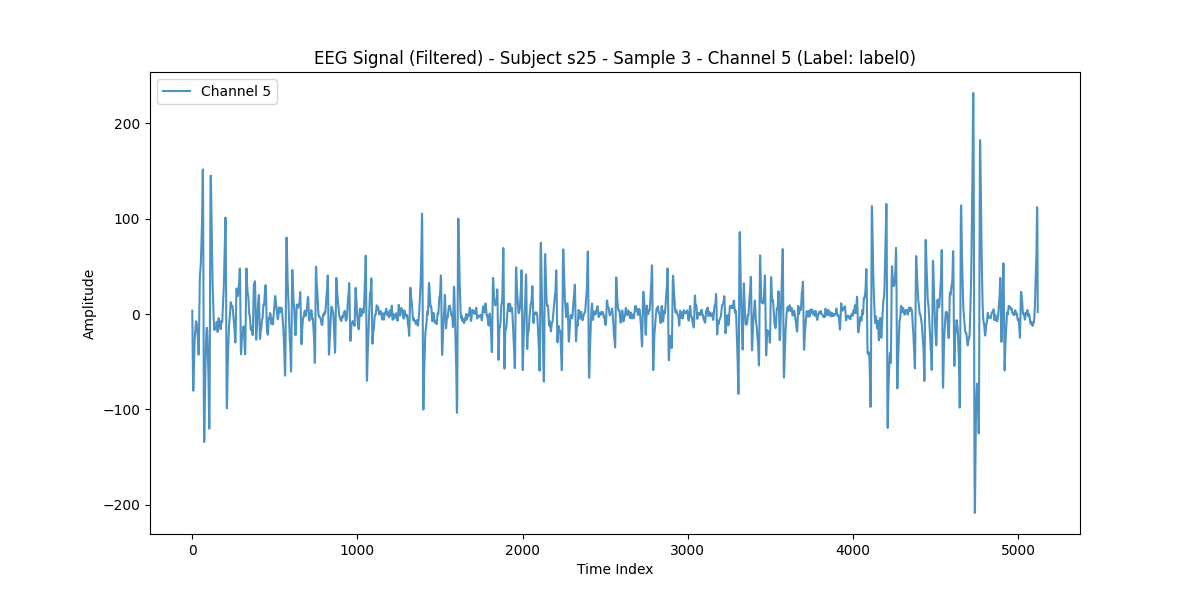 EEG Signal (Filtered) - Subject s25 - Sample 3 - Channel 5 (Label: label0)
Channel 5
Amplitude
200
100
0
−100
−200
0 1000 2000 3000 4000 5000
Time Index